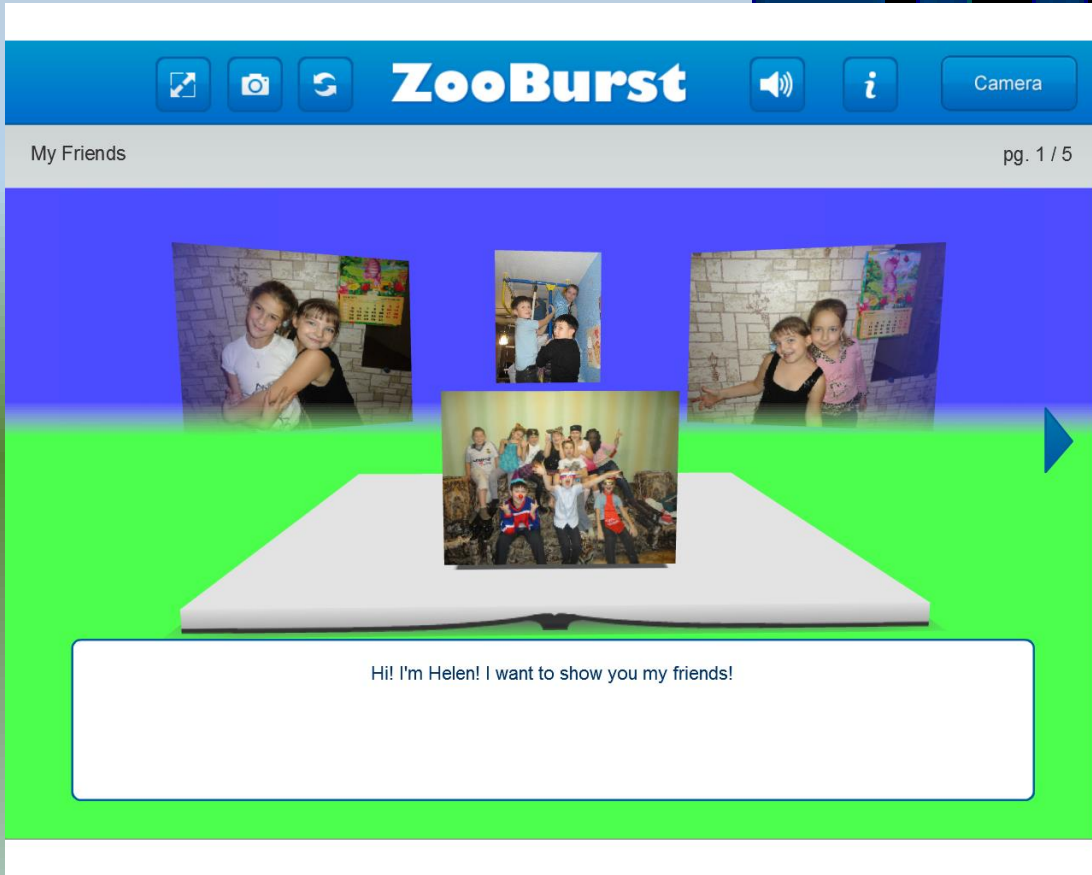 ZooBurst
i
Camera
My Friends
pg. 1 / 5
Hi! I'm Helen! I want to show you my friends!